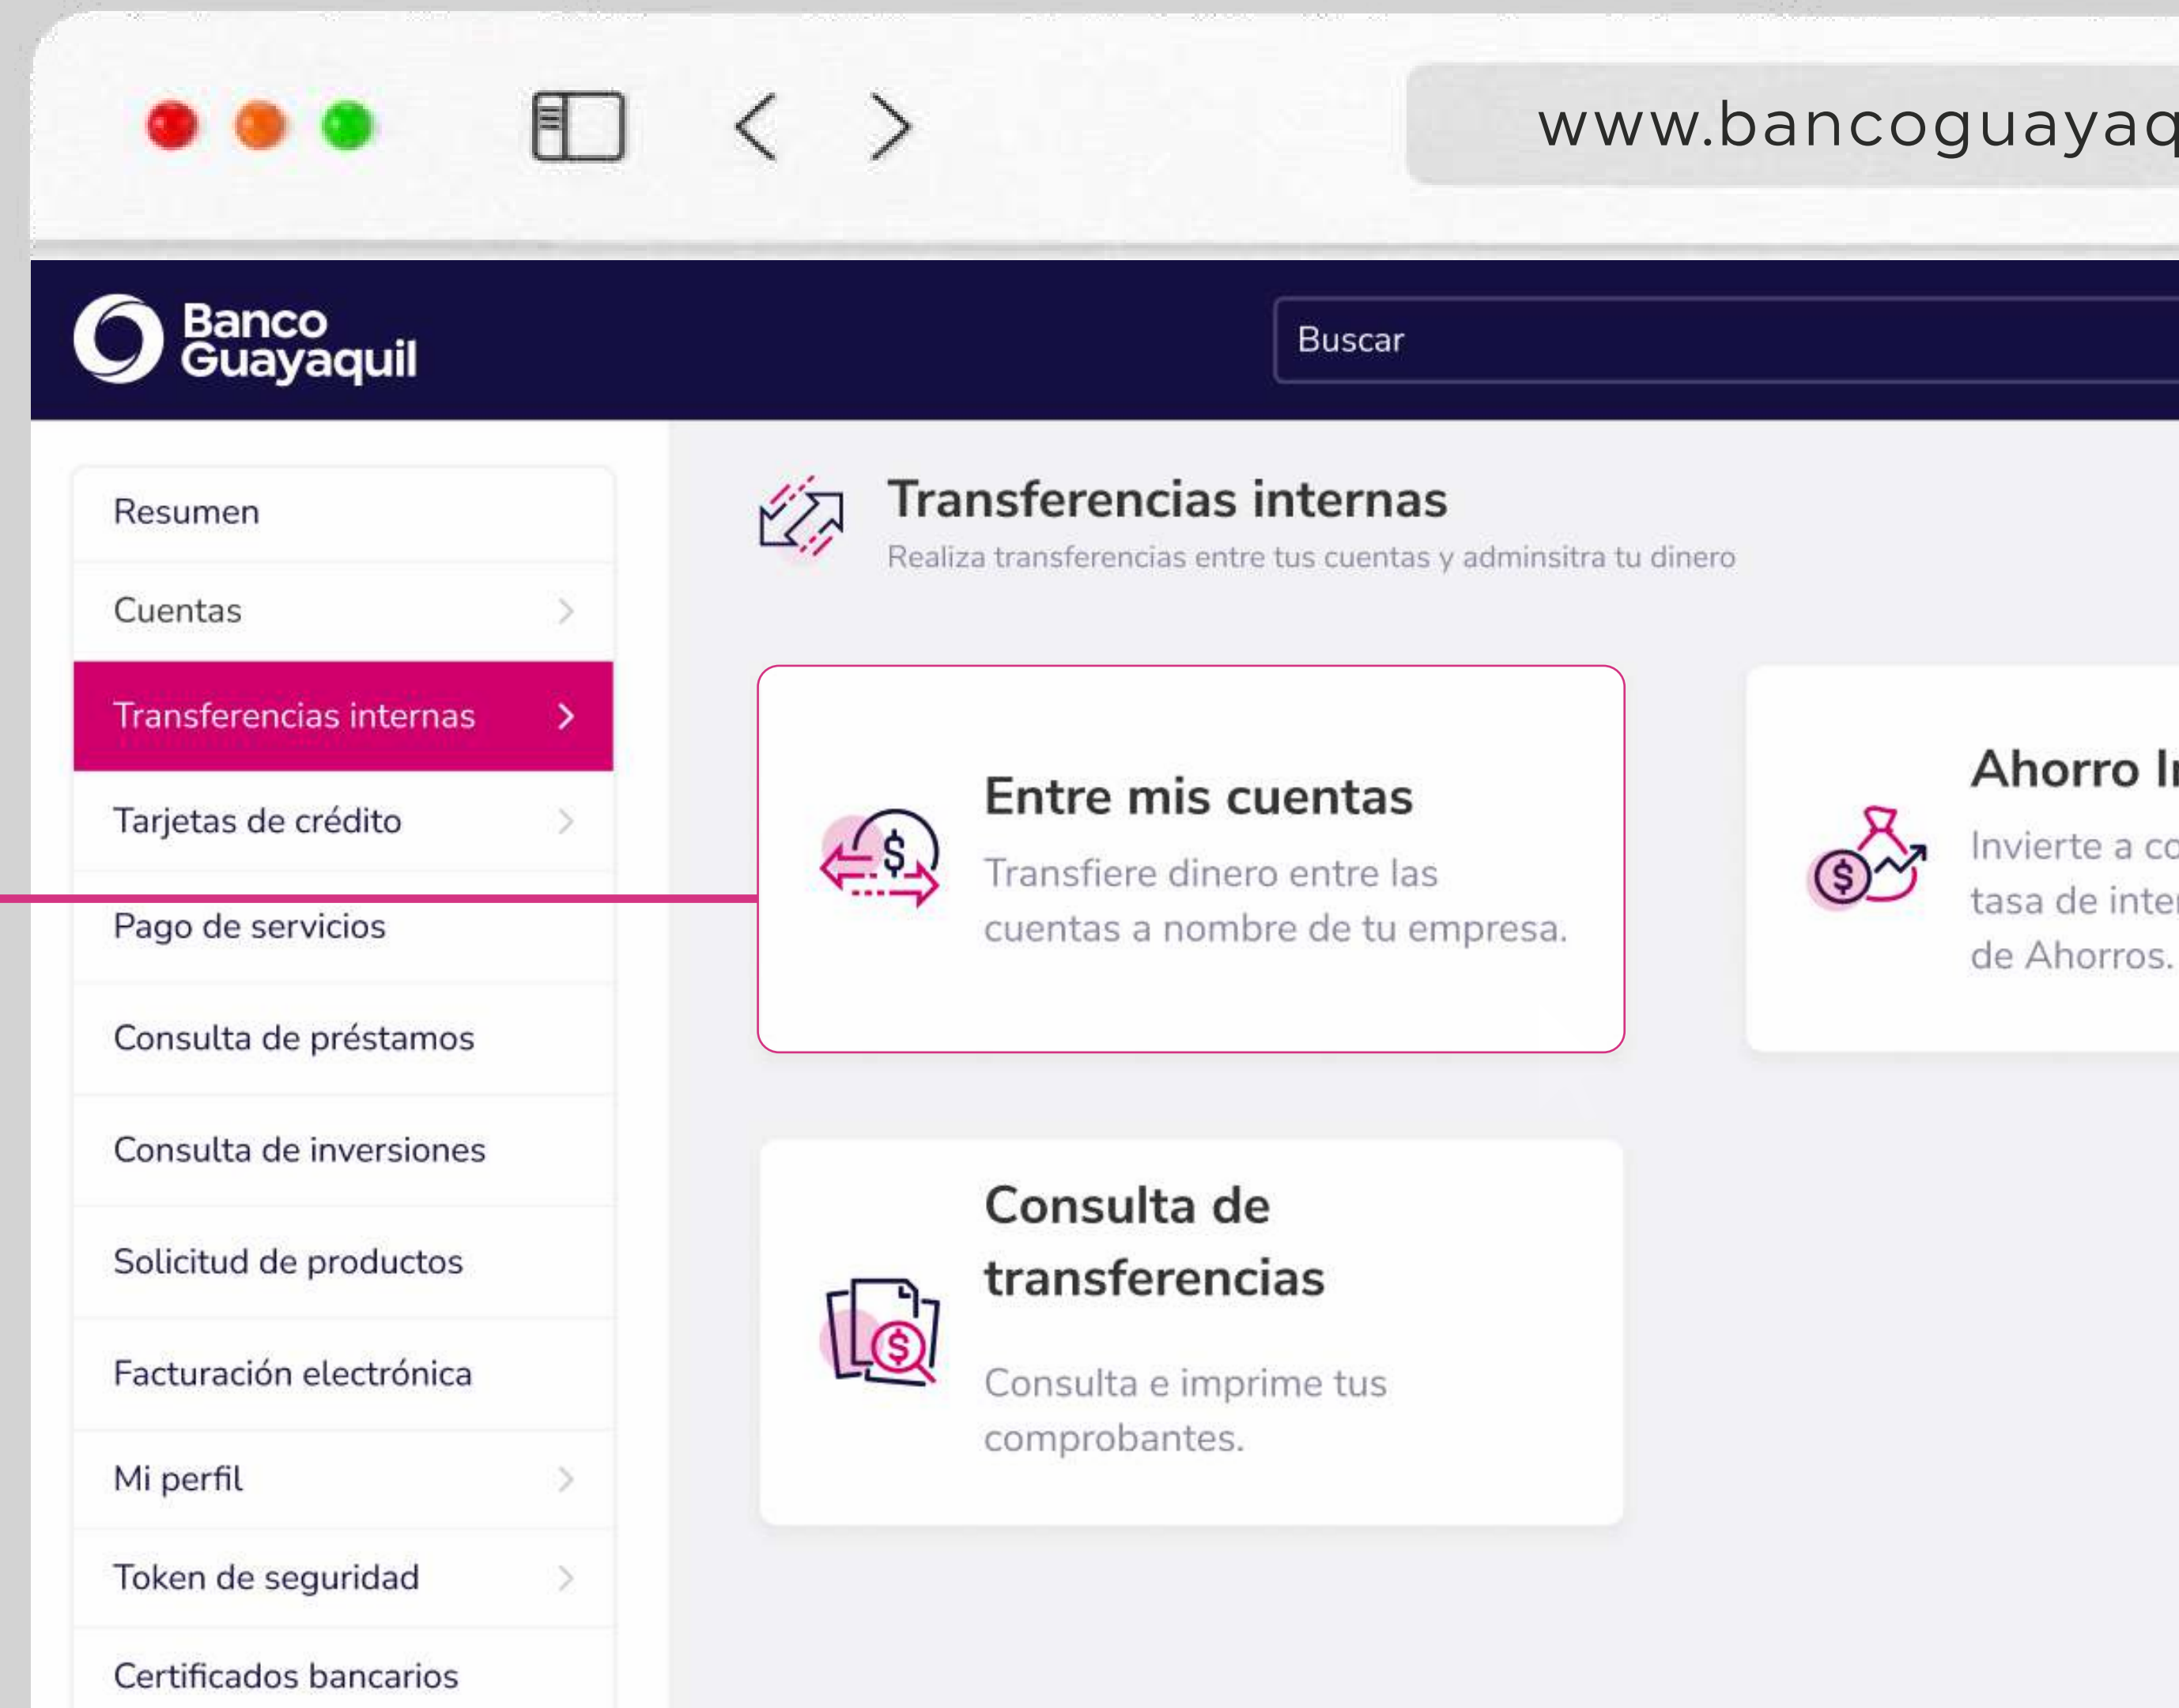 www.bancoguayaq
Banco
Guayaquil
Buscar
Resumen
Cuentas
Transferencias internas
Tarjetas de crédito
Pago de servicios
Consulta de préstamos
Consulta de inversiones
Solicitud de productos
Facturación electrónica
Mi perfil
Token de seguridad
Certificados bancarios
Transferencias internas
Realiza transferencias entre tus cuentas y adminsitra tu dinero
Entre mis cuentas
Transfiere dinero entre las
cuentas a nombre de tu empresa.
Ahorro
Invierte a
tasa de
de Ahorros.
Consulta de
transferencias
Consulta e imprime tus
comprobantes.